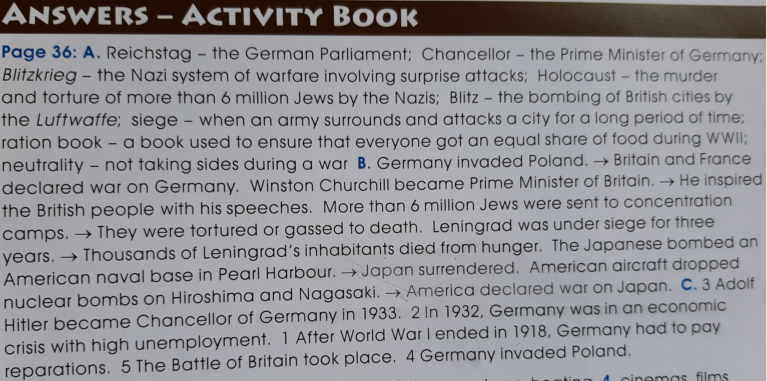 ANSWERS – ACTIVITY BOOK
Page 36: A. Reichstag – the German Parliament; Chancellor – the Prime Minister of Germany;
Blitzkrieg – the Nazi system of warfare involving surprise attacks; Holocaust – the murder
and torture of more than 6 million Jews by the Nazis; Blitz – the bombing of British cities by
the Luftwaffe; siege – when an army surrounds and attacks a city for a long period of time;
ration book – a book used to ensure that everyone got an equal share of food during WWII;
neutrality – not taking sides during a war B. Germany invaded Poland. → Britain and France
declared war on Germany. Winston Churchill became Prime Minister of Britain. → He inspired
the British people with his speeches. More than 6 million Jews were sent to concentration
camps. → They were tortured or gassed to death. Leningrad was under siege for three
years. → Thousands of Leningrad's inhabitants died from hunger. The Japanese bombed an
American naval base in Pearl Harbour. → Japan surrendered. American aircraft dropped
nuclear bombs on Hiroshima and Nagasaki. → America declared war on Japan. C. 3 Adolf
Hitler became Chancellor of Germany in 1933. 2 In 1932, Germany was in an economic
crisis with high unemployment. 1 After World War I ended in 1918, Germany had to pay
reparations. 5 The Battle of Britain took place. 4 Germany invaded Poland.
4 cinemas films